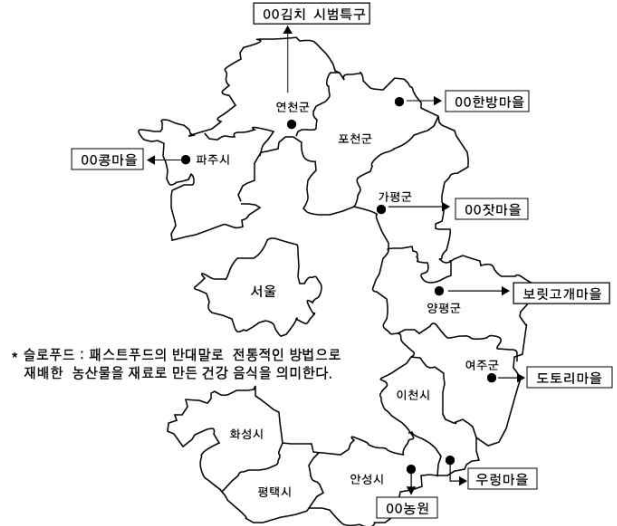 00김치 시범특구
연천군
00한방마을
포천군
00콩마을
파주시
가평군
00잣마을
서울
보릿고개마을
양평군
* 슬로푸드 : 패스트푸드의 반대말로 전통적인 방법으로
재배한 농산물을 재료로 만든 건강 음식을 의미한다.
여주군
도토리마을
이천시
화성시
평택시
안성시
우렁마을
00농원